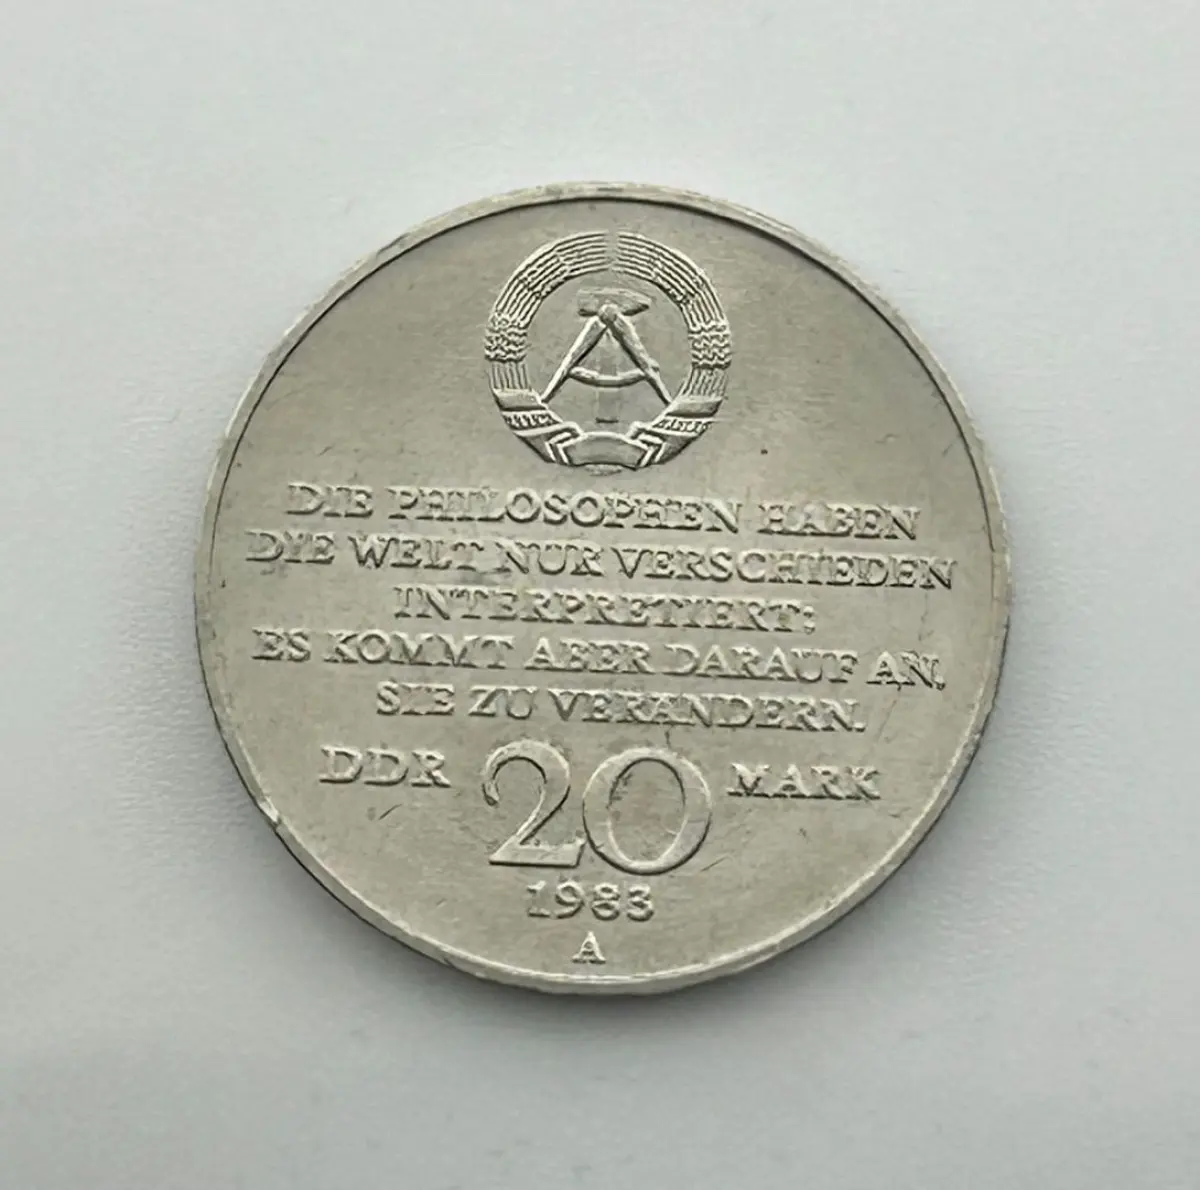 DIE PHILOSOPHEN HABEN
DIE WELT NUR VERSCHIEDEN
INTERPRETIERT;
ES KOMMT ABER DARAUF AN,
SIE ZU VERÄNDERN.
DDR 20 MARK
1983
A